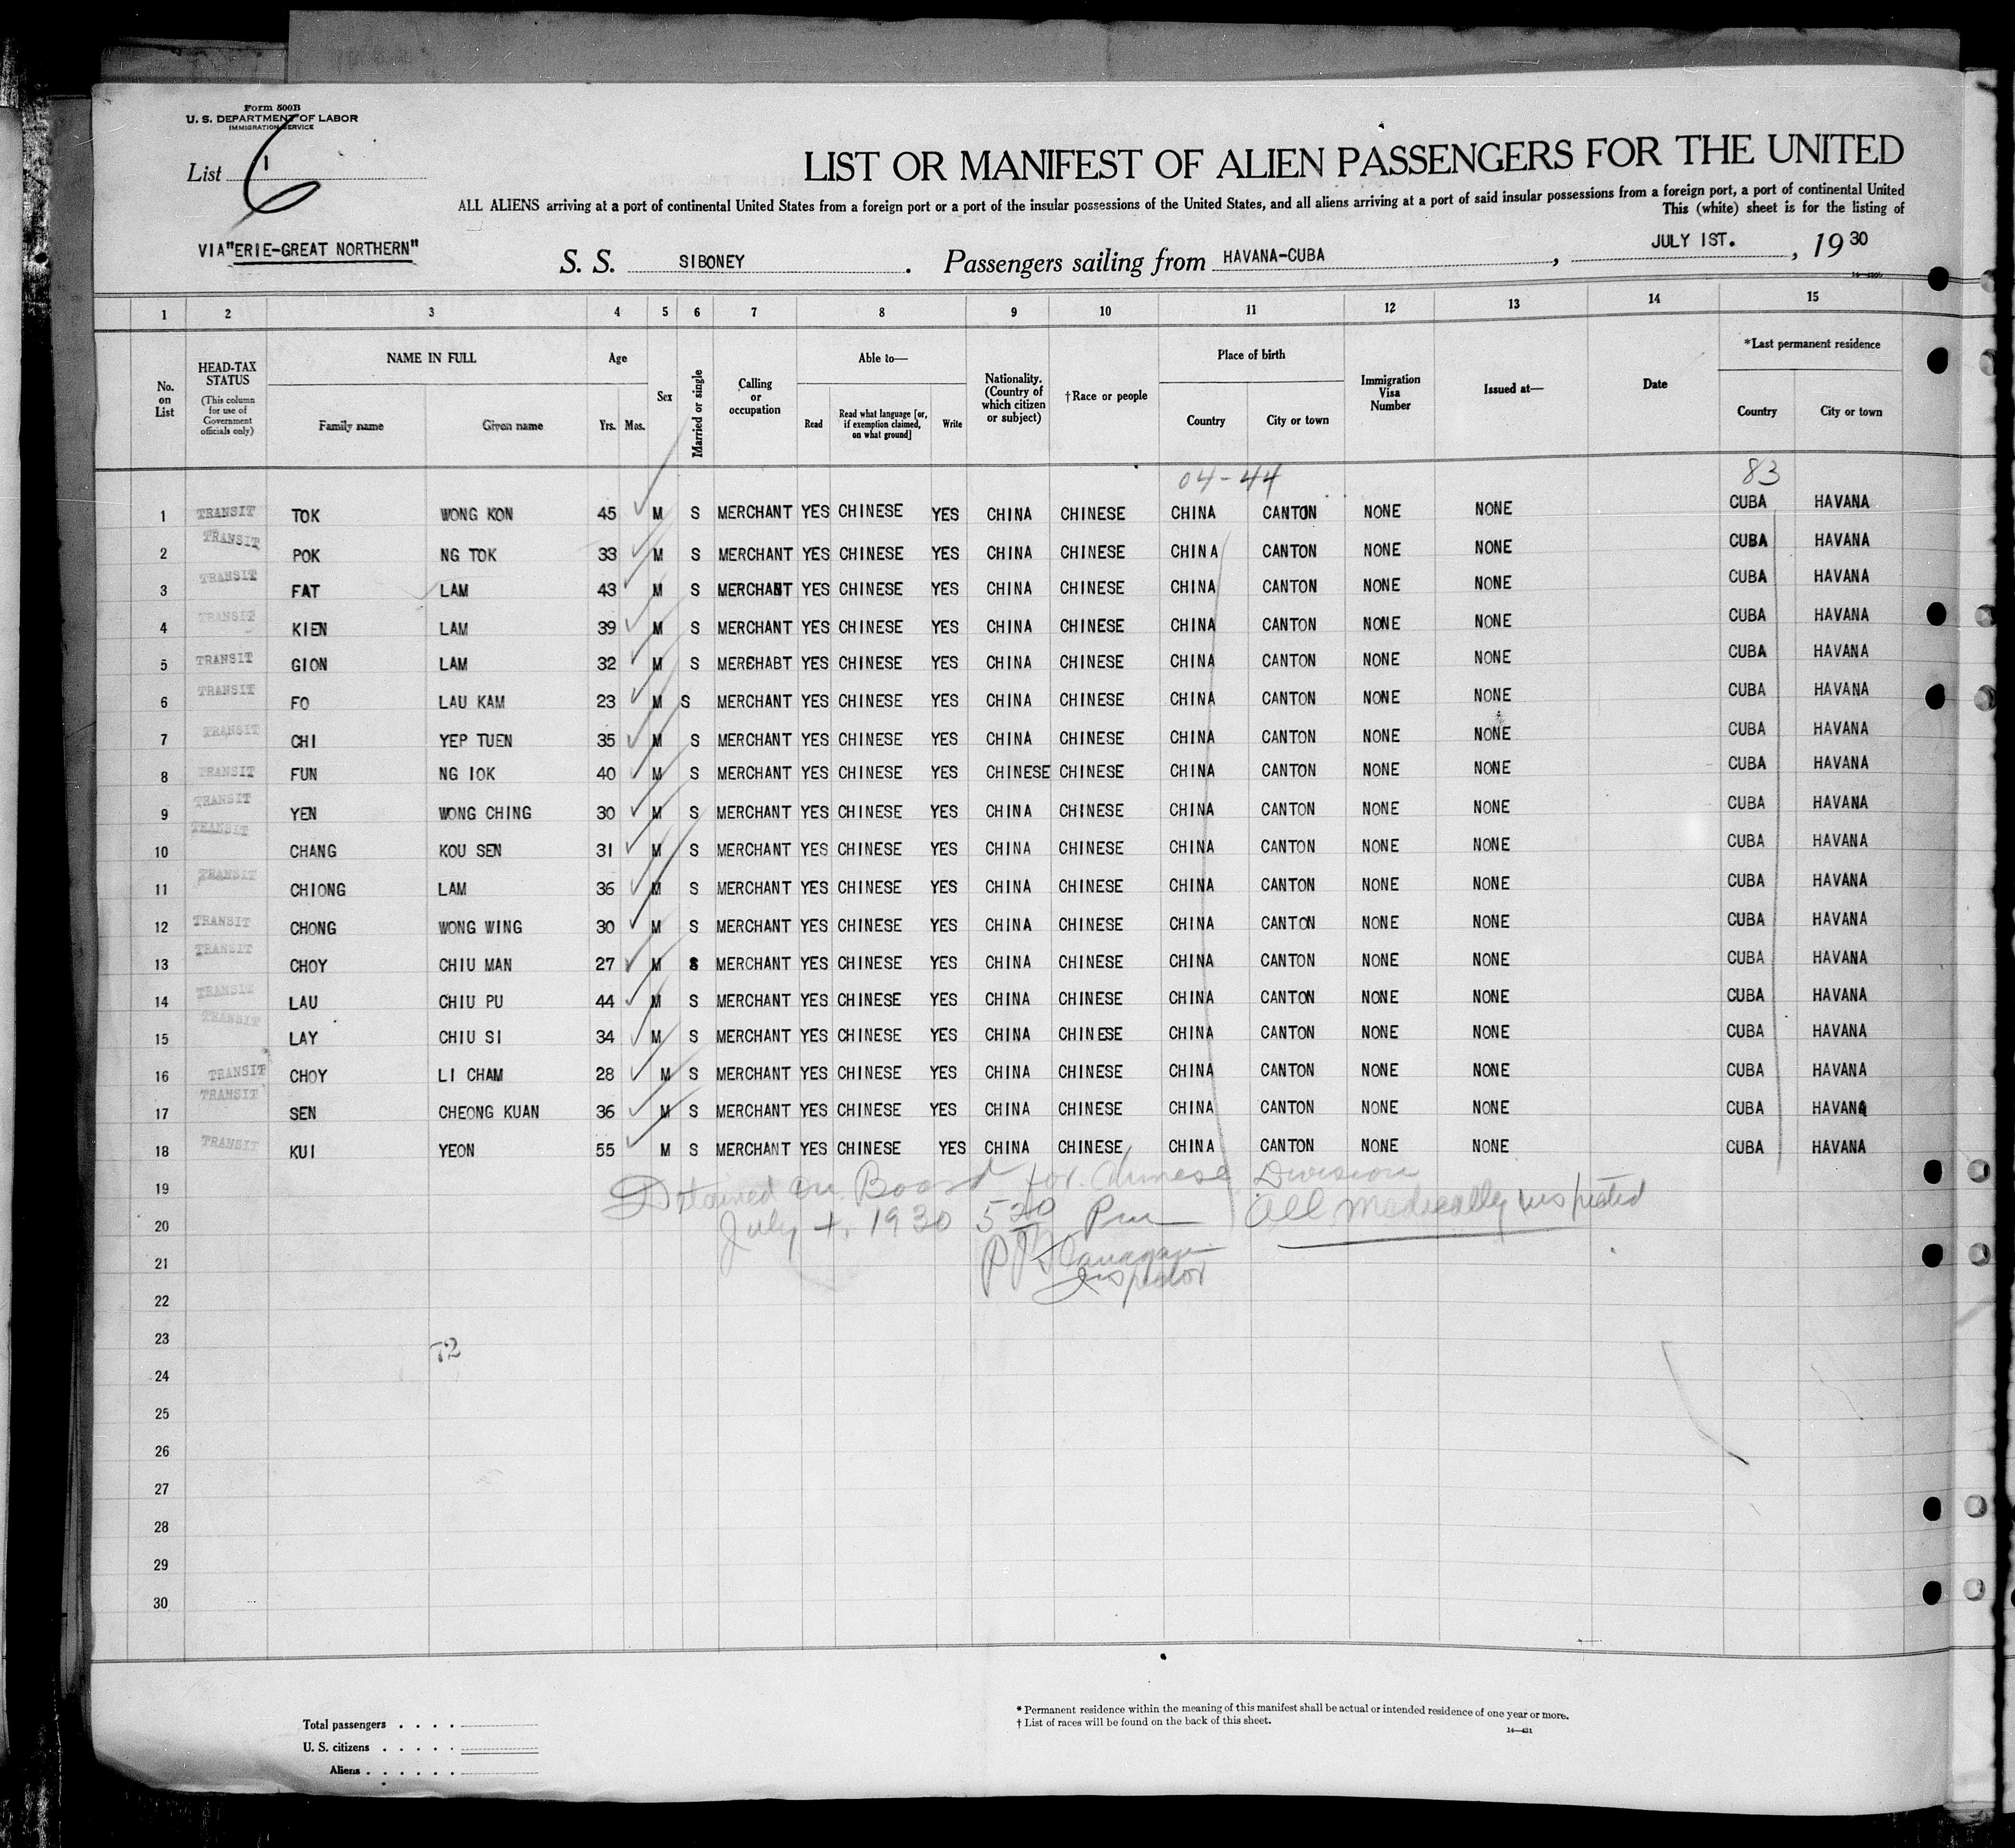 Form 500B
U. S. DEPARTMENT OF LABOR
IMMIGRATION SERVICE
List 1
6
LIST OR MANIFEST OF ALIEN PASSENGERS FOR THE UNITED
ALL ALIENS arriving at a port of continental United States from a foreign port or a port of the insular possessions of the United States, and all aliens arriving at a port of said insular possessions from a foreign port, a port of continental United
This (white) sheet is for the listing of
VIA"ERIE-GREAT NORTHERN"
S. S. SIBONEY . Passengers sailing from HAVANA-CUBA , JULY 1ST. , 19 30
1 2 3 4 5 6 7 8 9 10 11 12 13 14 15
No. on List
HEAD-TAX STATUS (This column for use of Government officials only)
NAME IN FULL Family name Given name
Age Yrs. Mos.
Sex
Married or single
Calling or occupation
Able to— Read Read what language [or, if exemption claimed, on what ground] Write
Nationality. (Country of which citizen or subject)
†Race or people
Place of birth Country City or town
Immigration Visa Number
Issued at—
Date
*Last permanent residence Country City or town
04-44 83
1 TRANSIT TOK WONG KON 45 M S MERCHANT YES CHINESE YES CHINA CHINESE CHINA CANTON NONE NONE CUBA HAVANA
2 TRANSIT POK NG TOK 33 M S MERCHANT YES CHINESE YES CHINA CHINESE CHINA CANTON NONE NONE CUBA HAVANA
3 TRANSIT FAT LAM 43 M S MERCHANT YES CHINESE YES CHINA CHINESE CHINA CANTON NONE NONE CUBA HAVANA
4 TRANSIT KIEN LAM 39 M S MERCHANT YES CHINESE YES CHINA CHINESE CHINA CANTON NONE NONE CUBA HAVANA
5 TRANSIT GION LAM 32 M S MERCHABT YES CHINESE YES CHINA CHINESE CHINA CANTON NONE NONE CUBA HAVANA
6 TRANSIT FO LAU KAM 23 M S MERCHANT YES CHINESE YES CHINA CHINESE CHINA CANTON NONE NONE CUBA HAVANA
7 TRANSIT CHI YEP TUEN 35 M S MERCHANT YES CHINESE YES CHINA CHINESE CHINA CANTON NONE NONE CUBA HAVANA
8 TRANSIT FUN NG IOK 40 M S MERCHANT YES CHINESE YES CHINESE CHINESE CHINA CANTON NONE NONE CUBA HAVANA
9 TRANSIT YEN WONG CHING 30 M S MERCHANT YES CHINESE YES CHINA CHINESE CHINA CANTON NONE NONE CUBA HAVANA
10 TRANSIT CHANG KOU SEN 31 M S MERCHANT YES CHINESE YES CHINA CHINESE CHINA CANTON NONE NONE CUBA HAVANA
11 TRANSIT CHIONG LAM 36 M S MERCHANT YES CHINESE YES CHINA CHINESE CHINA CANTON NONE NONE CUBA HAVANA
12 TRANSIT CHONG WONG WING 30 M S MERCHANT YES CHINESE YES CHINA CHINESE CHINA CANTON NONE NONE CUBA HAVANA
13 TRANSIT CHOY CHIU MAN 27 M S MERCHANT YES CHINESE YES CHINA CHINESE CHINA CANTON NONE NONE CUBA HAVANA
14 TRANSIT LAU CHIU PU 44 M S MERCHANT YES CHINESE YES CHINA CHINESE CHINA CANTON NONE NONE CUBA HAVANA
15 TRANSIT LAY CHIU SI 34 M S MERCHANT YES CHINESE YES CHINA CHINESE CHINA CANTON NONE NONE CUBA HAVANA
16 TRANSIT CHOY LI CHAM 28 M S MERCHANT YES CHINESE YES CHINA CHINESE CHINA CANTON NONE NONE CUBA HAVANA
17 TRANSIT SEN CHEONG KUAN 36 M S MERCHANT YES CHINESE YES CHINA CHINESE CHINA CANTON NONE NONE CUBA HAVANA
18 TRANSIT KUI YEON 55 M S MERCHANT YES CHINESE YES CHINA CHINESE CHINA CANTON NONE NONE CUBA HAVANA
19 Detained on Board for Chinese Division
20 July 4, 1930 5 20 Pm All Medically inspected
21
Inspector
22
23
72
24
25
26
27
28
29
30
Total passengers . . . .
U. S. citizens . . . . .
Aliens . . . . . .
* Permanent residence within the meaning of this manifest shall be actual or intended residence of one year or more.
† List of races will be found on the back of this sheet.
14—421